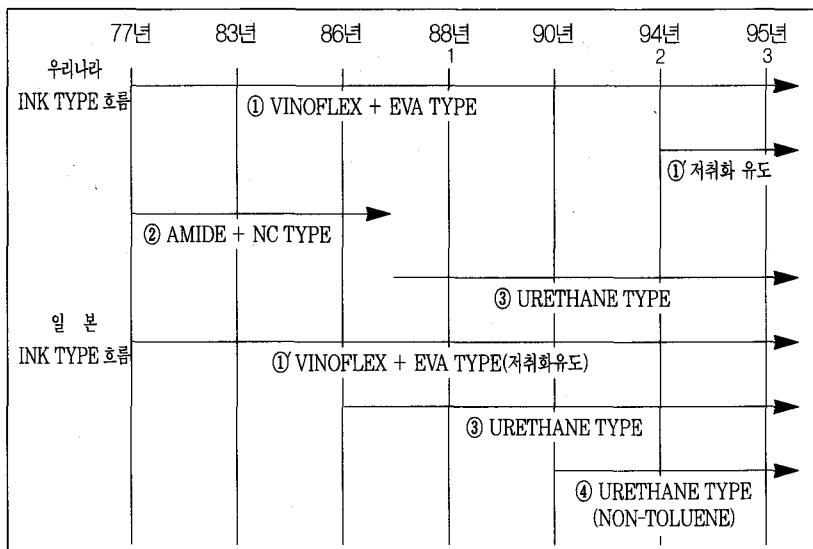 77년 83년 86년 88년 90년 94년 95년
1 2 3
우리나라
INK TYPE 흐름
① VINOFLEX + EVA TYPE
①′ 저취화 유도
② AMIDE + NC TYPE
③ URETHANE TYPE
일 본
INK TYPE 흐름
①′ VINOFLEX + EVA TYPE(저취화유도)
③ URETHANE TYPE
④ URETHANE TYPE
(NON-TOLUENE)